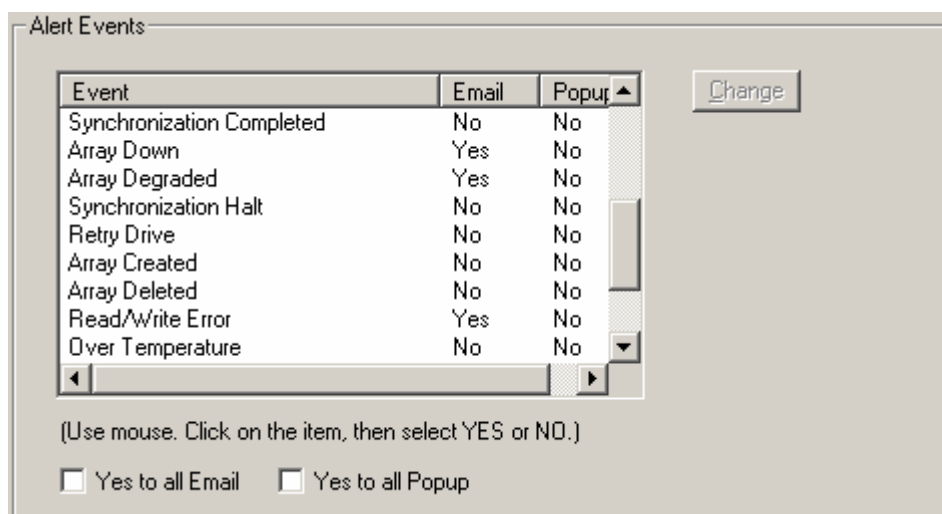 Alert Events
Event Email Popup
Change
Synchronization Completed No No
Array Down Yes No
Array Degraded Yes No
Synchronization Halt No No
Retry Drive No No
Array Created No No
Array Deleted No No
Read/Write Error Yes No
Over Temperature No No
(Use mouse. Click on the item, then select YES or NO.)
Yes to all Email Yes to all Popup